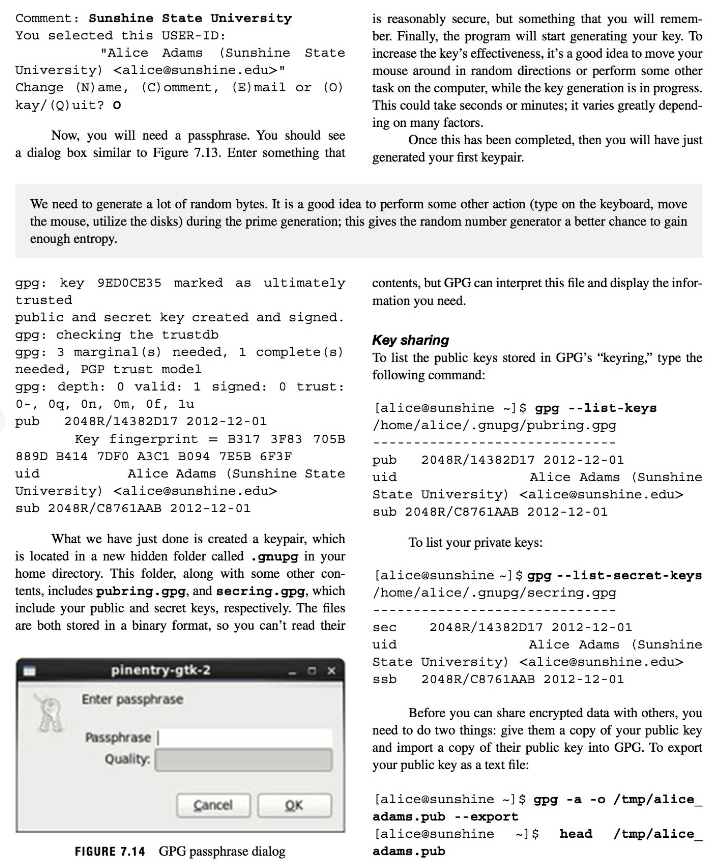 Comment: Sunshine State University
You selected this USER-ID:
"Alice Adams (Sunshine State
University) <alice@sunshine.edu>"
Change (N)ame, (C)omment, (E)mail or (O)
kay/(Q)uit? O
Now, you will need a passphrase. You should see
a dialog box similar to Figure 7.13. Enter something that
is reasonably secure, but something that you will remem-
ber. Finally, the program will start generating your key. To
increase the key's effectiveness, it's a good idea to move your
mouse around in random directions or perform some other
task on the computer, while the key generation is in progress.
This could take seconds or minutes; it varies greatly depend-
ing on many factors.
Once this has been completed, then you will have just
generated your first keypair.
We need to generate a lot of random bytes. It is a good idea to perform some other action (type on the keyboard, move
the mouse, utilize the disks) during the prime generation; this gives the random number generator a better chance to gain
enough entropy.
gpg: key 9ED0CE35 marked as ultimately
trusted
public and secret key created and signed.
gpg: checking the trustdb
gpg: 3 marginal(s) needed, 1 complete(s)
needed, PGP trust model
gpg: depth: 0 valid: 1 signed: 0 trust:
0-, 0q, 0n, 0m, 0f, 1u
pub 2048R/14382D17 2012-12-01
Key fingerprint = B317 3F83 705B
889D B414 7DF0 A3C1 B094 7E5B 6F3F
uid Alice Adams (Sunshine State
University) <alice@sunshine.edu>
sub 2048R/C8761AAB 2012-12-01
What we have just done is created a keypair, which
is located in a new hidden folder called .gnupg in your
home directory. This folder, along with some other con-
tents, includes pubring.gpg, and secring.gpg, which
include your public and secret keys, respectively. The files
are both stored in a binary format, so you can't read their
pinentry-gtk-2
Enter passphrase
Passphrase
Quality:
Cancel OK
FIGURE 7.14 GPG passphrase dialog
contents, but GPG can interpret this file and display the infor-
mation you need.
Key sharing
To list the public keys stored in GPG's "keyring," type the
following command:
[alice@sunshine ~]$ gpg --list-keys
/home/alice/.gnupg/pubring.gpg
------------------------------
pub 2048R/14382D17 2012-12-01
uid Alice Adams (Sunshine
State University) <alice@sunshine.edu>
sub 2048R/C8761AAB 2012-12-01
To list your private keys:
[alice@sunshine ~]$ gpg --list-secret-keys
/home/alice/.gnupg/secring.gpg
------------------------------
sec 2048R/14382D17 2012-12-01
uid Alice Adams (Sunshine
State University) <alice@sunshine.edu>
ssb 2048R/C8761AAB 2012-12-01
Before you can share encrypted data with others, you
need to do two things: give them a copy of your public key
and import a copy of their public key into GPG. To export
your public key as a text file:
[alice@sunshine ~]$ gpg -a -o /tmp/alice_
adams.pub --export
[alice@sunshine ~]$ head /tmp/alice_
adams.pub